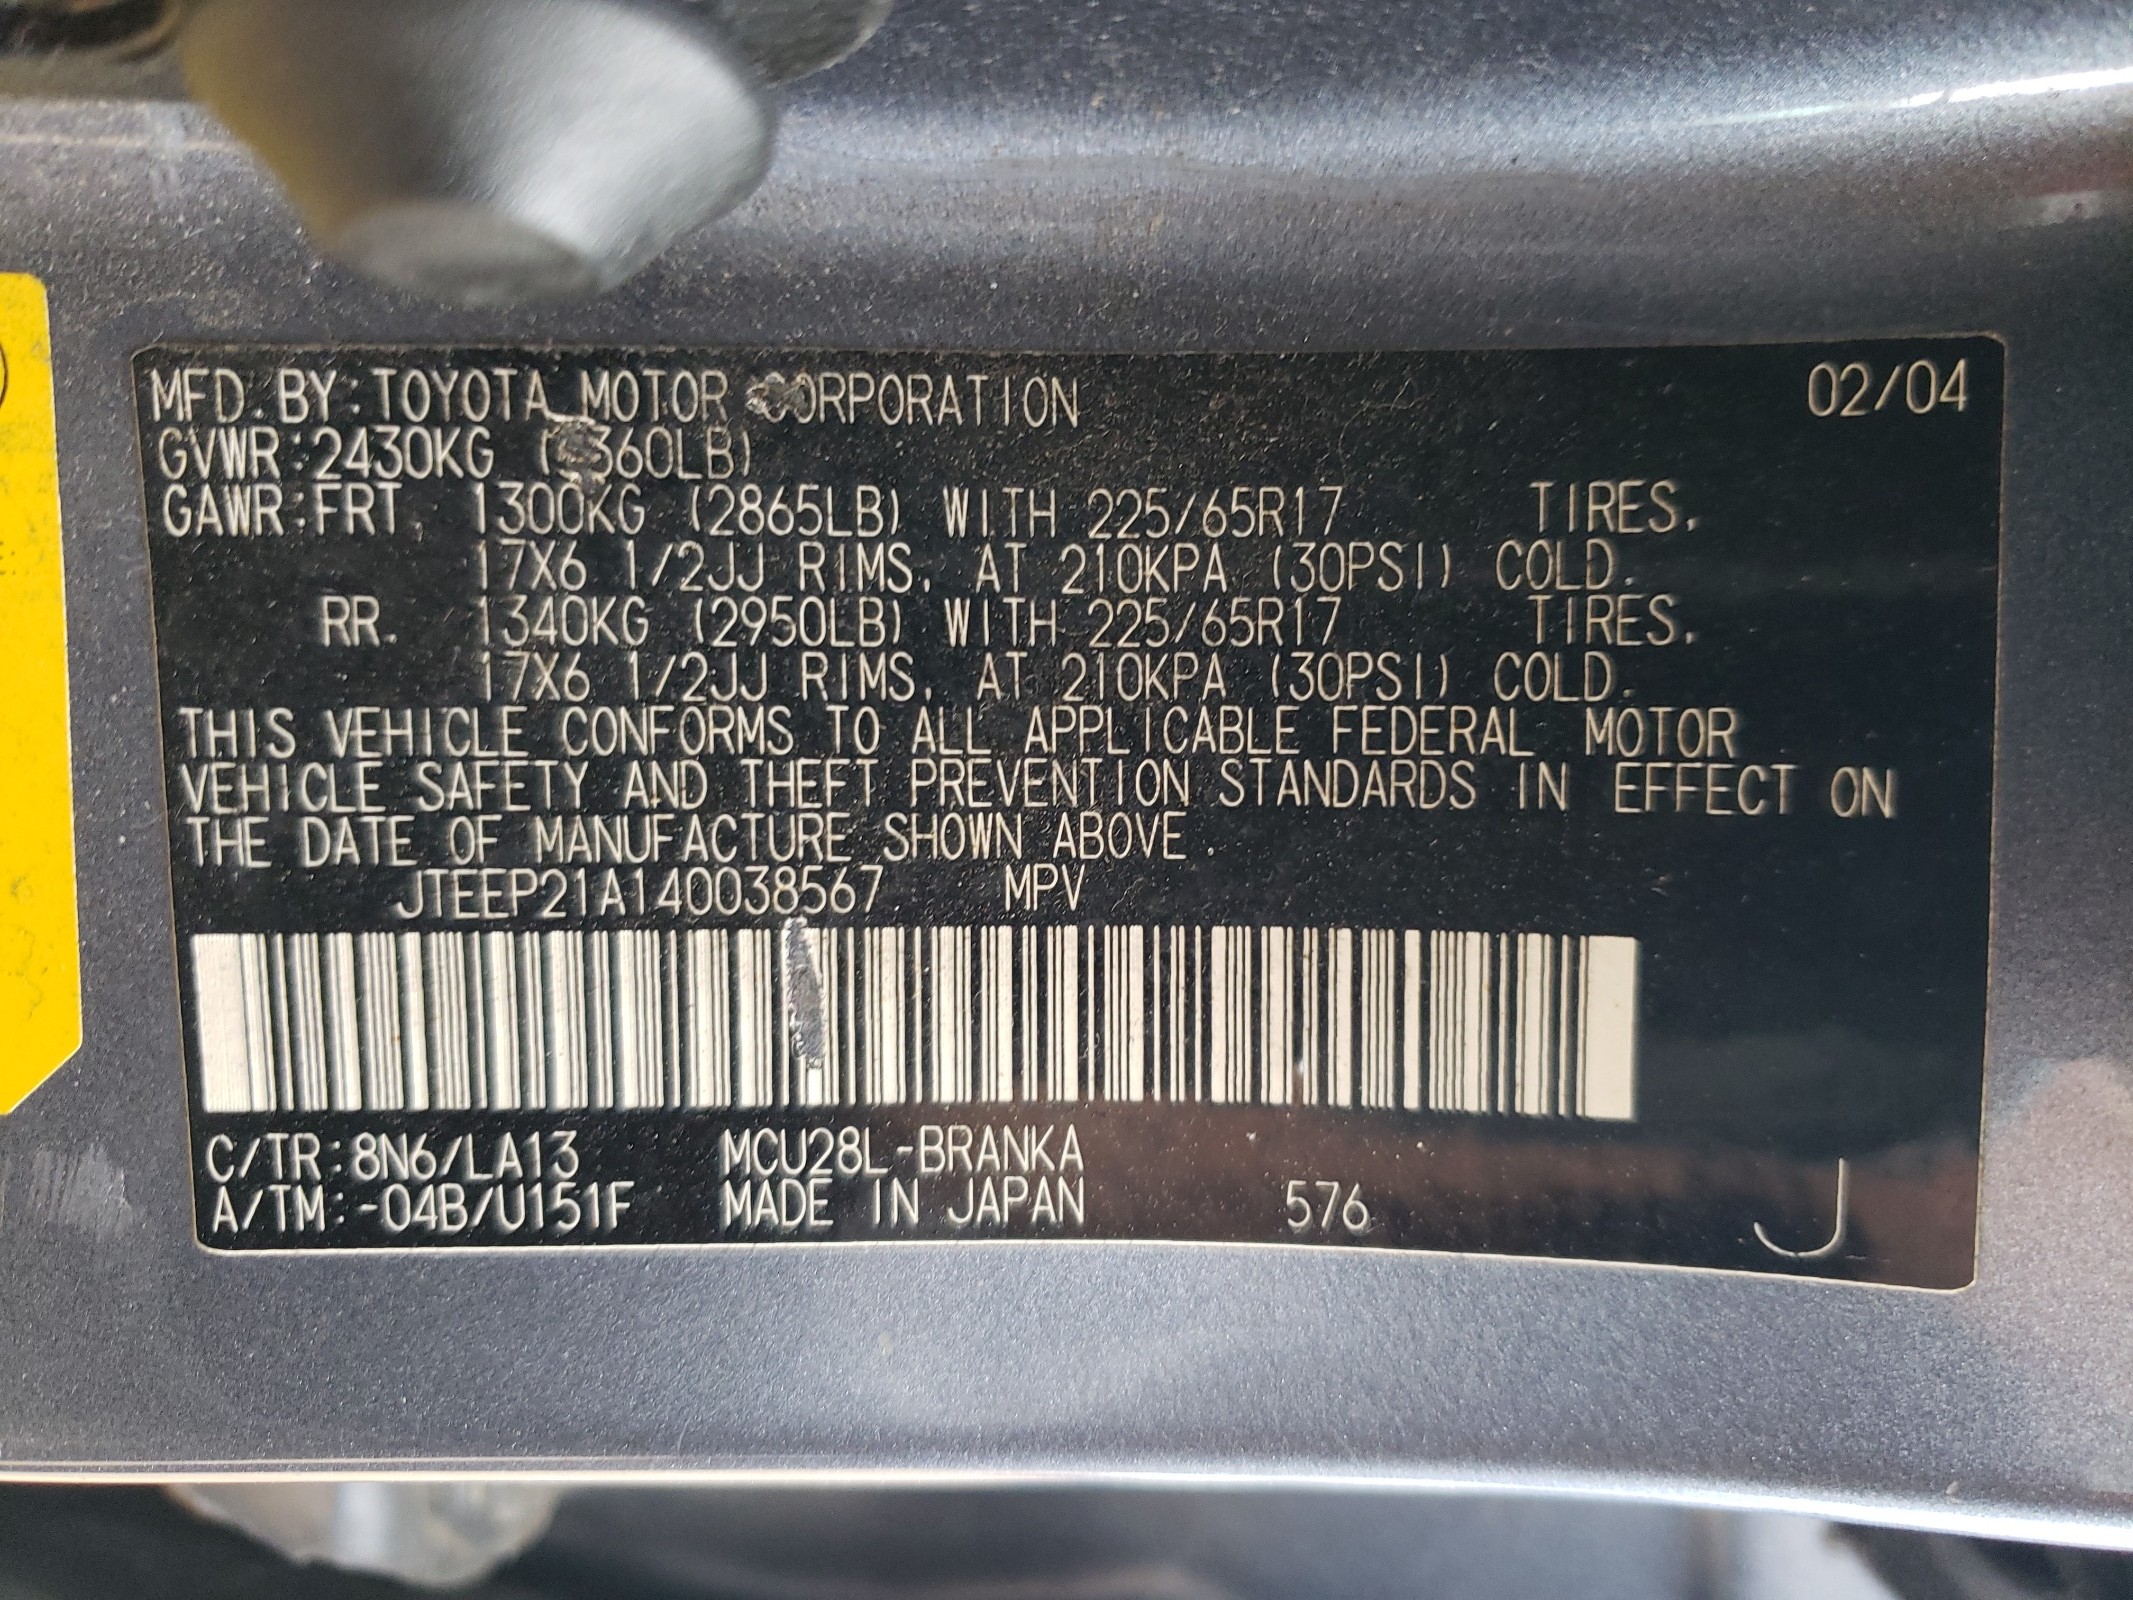 MFD. BY: TOYOTA MOTOR CORPORATION 02/04
GVWR: 2430KG ( 360LB)
GAWR: FRT. 1300KG (2865LB) WITH 225/65R17 TIRES,
17X6 1/2JJ RIMS, AT 210KPA (30PSI) COLD.
RR. 1340KG (2950LB) WITH 225/65R17 TIRES,
17X6 1/2JJ RIMS, AT 210KPA (30PSI) COLD.
THIS VEHICLE CONFORMS TO ALL APPLICABLE FEDERAL MOTOR
VEHICLE SAFETY AND THEFT PREVENTION STANDARDS IN EFFECT ON
THE DATE OF MANUFACTURE SHOWN ABOVE.
JTEEP21A140038567 MPV
C/TR: 8N6/LA13 MCU28L-BRANKA
A/TM: -04B/U151F MADE IN JAPAN 576 J